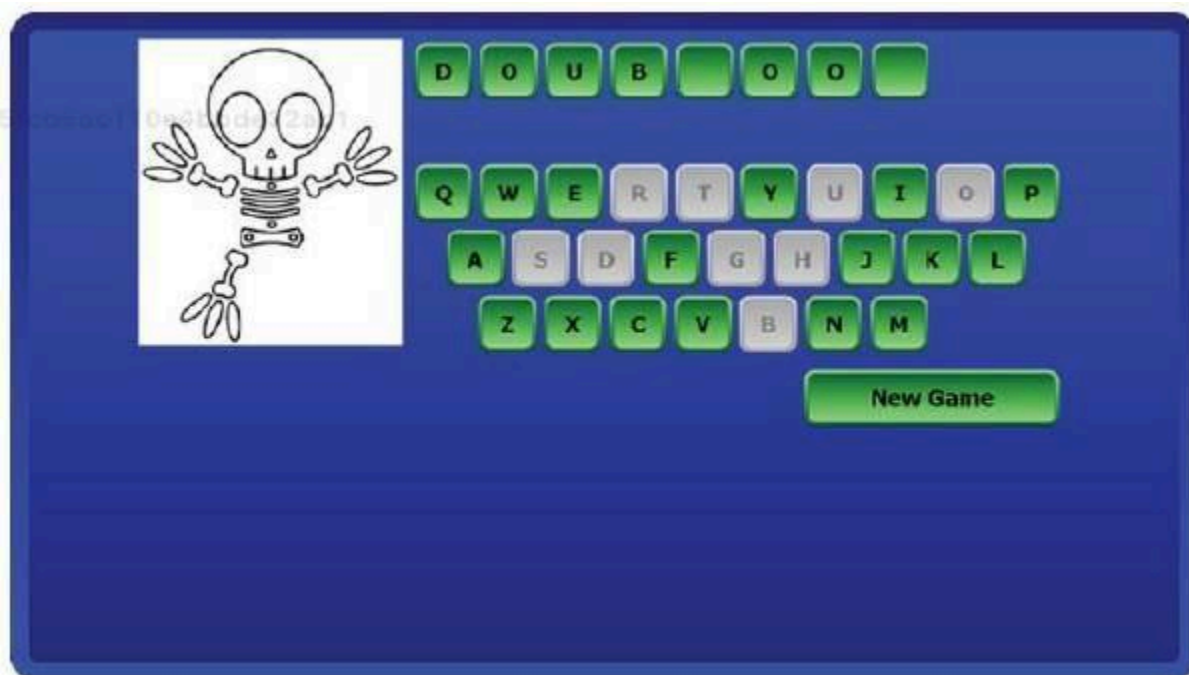 D O U B O O
Q W E R T Y U I O P
A S D F G H J K L
Z X C V B N M
New Game